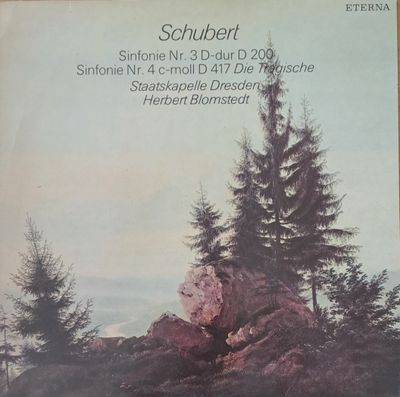 ETERNA
Schubert
Sinfonie Nr. 3 D-dur D 200
Sinfonie Nr. 4 c-moll D 417 Die Tragische
Staatskapelle Dresden
Herbert Blomstedt